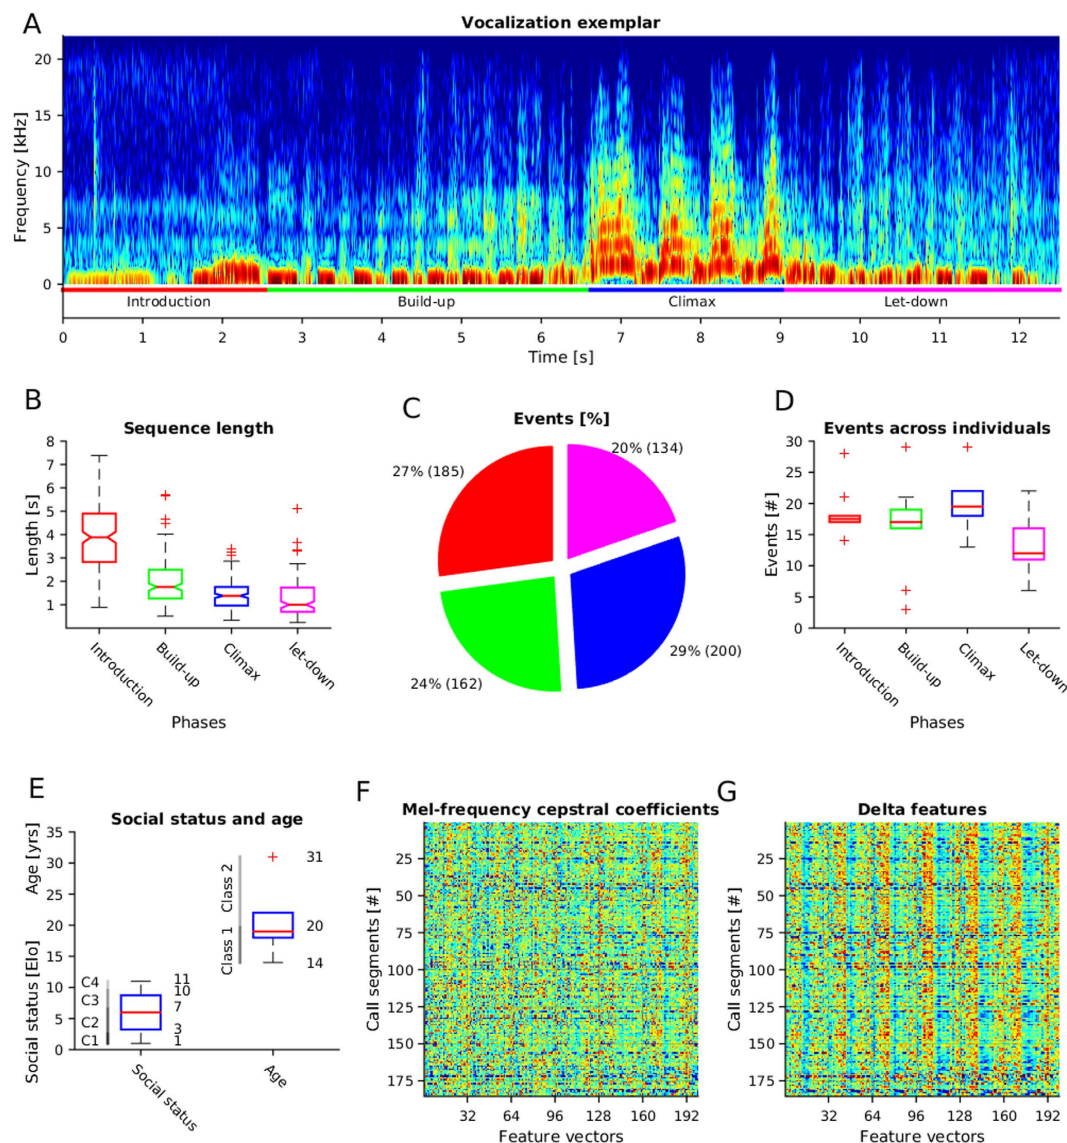 A
Vocalization exemplar
Frequency [kHz]
20
15
10
5
0
Introduction
Build-up
Climax
Let-down
0 1 2 3 4 5 6 7 8 9 10 11 12
Time [s]
B
Sequence length
Length [s]
8
7
6
5
4
3
2
1
Introduction
Build-up
Climax
let-down
Phases
C
Events [%]
27% (185)
20% (134)
24% (162)
29% (200)
D
Events across individuals
Events [#]
30
25
20
15
10
5
0
Introduction
Build-up
Climax
Let-down
Phases
E
Social status and age
Age [yrs]
Social status [Elo]
35
30
25
20
15
10
5
0
C4
C3
C2
C1
11
10
7
3
1
Class 2
Class 1
31
20
14
Social status
Age
F
Mel-frequency cepstral coefficients
Call segments [#]
25
50
75
100
125
150
175
32 64 96 128 160 192
Feature vectors
G
Delta features
Call segments [#]
25
50
75
100
125
150
175
32 64 96 128 160 192
Feature vectors